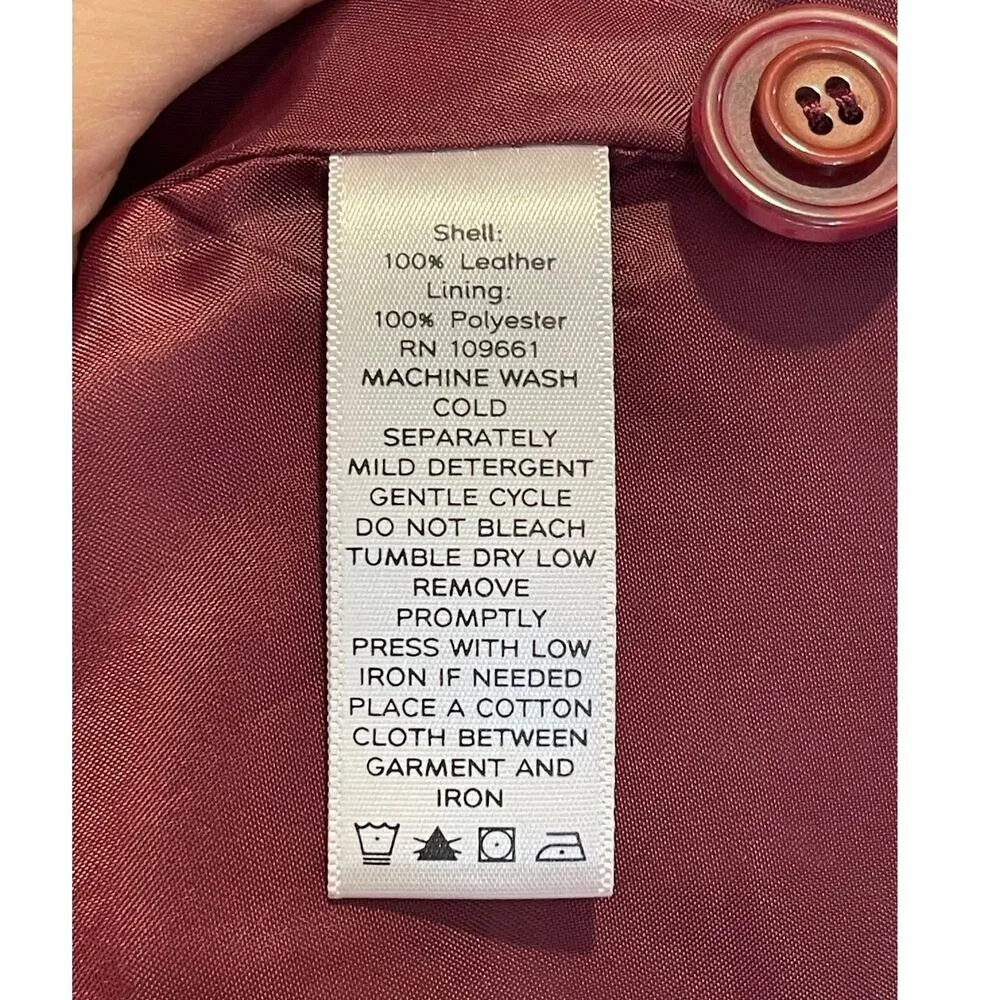 Shell:
100% Leather
Lining:
100% Polyester
RN 109661
MACHINE WASH
COLD
SEPARATELY
MILD DETERGENT
GENTLE CYCLE
DO NOT BLEACH
TUMBLE DRY LOW
REMOVE
PROMPTLY
PRESS WITH LOW
IRON IF NEEDED
PLACE A COTTON
CLOTH BETWEEN
GARMENT AND
IRON